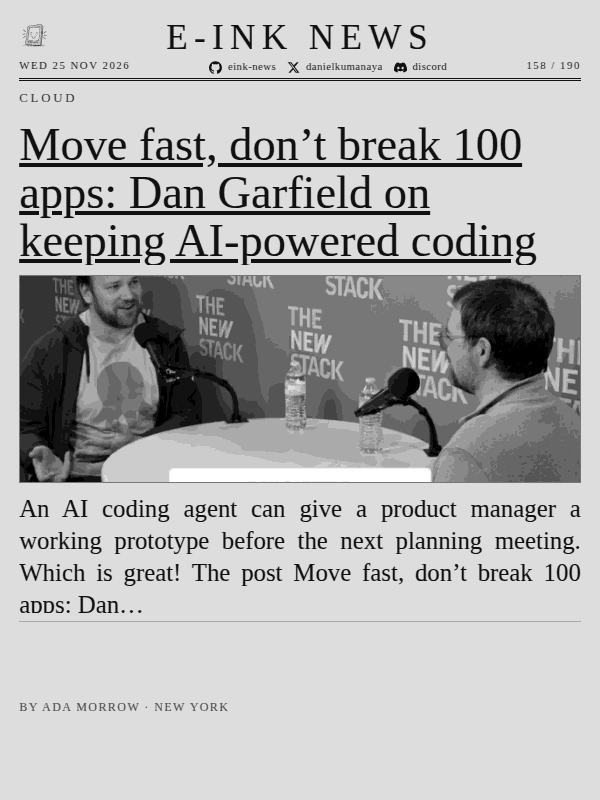 E-INK NEWS
WED 25 NOV 2026
eink-news danielkumanaya discord
158 / 190
CLOUD
Move fast, don’t break 100
apps: Dan Garfield on
keeping AI-powered coding
THE NEW STACK
STACK
THE NEW STACK
STACK
THE NEW STACK
THE NEW STACK
THE
An AI coding agent can give a product manager a
working prototype before the next planning meeting.
Which is great! The post Move fast, don’t break 100
apps: Dan…
BY ADA MORROW · NEW YORK